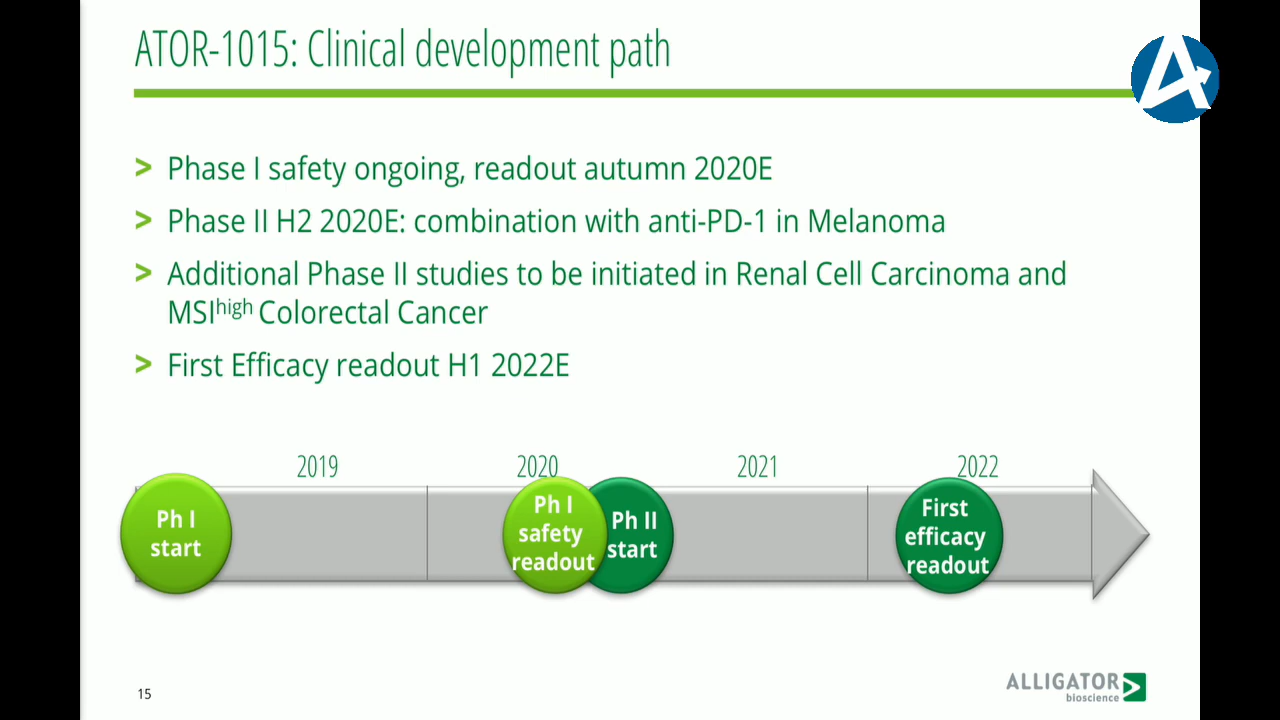 ATOR-1015: Clinical development path
> Phase I safety ongoing, readout autumn 2020E
> Phase II H2 2020E: combination with anti-PD-1 in Melanoma
> Additional Phase II studies to be initiated in Renal Cell Carcinoma and
MSIhigh Colorectal Cancer
> First Efficacy readout H1 2022E
2019 2020 2021 2022
Ph I
start
Ph I
safety
readout
Ph II
start
First
efficacy
readout
15
ALLIGATOR
bioscience